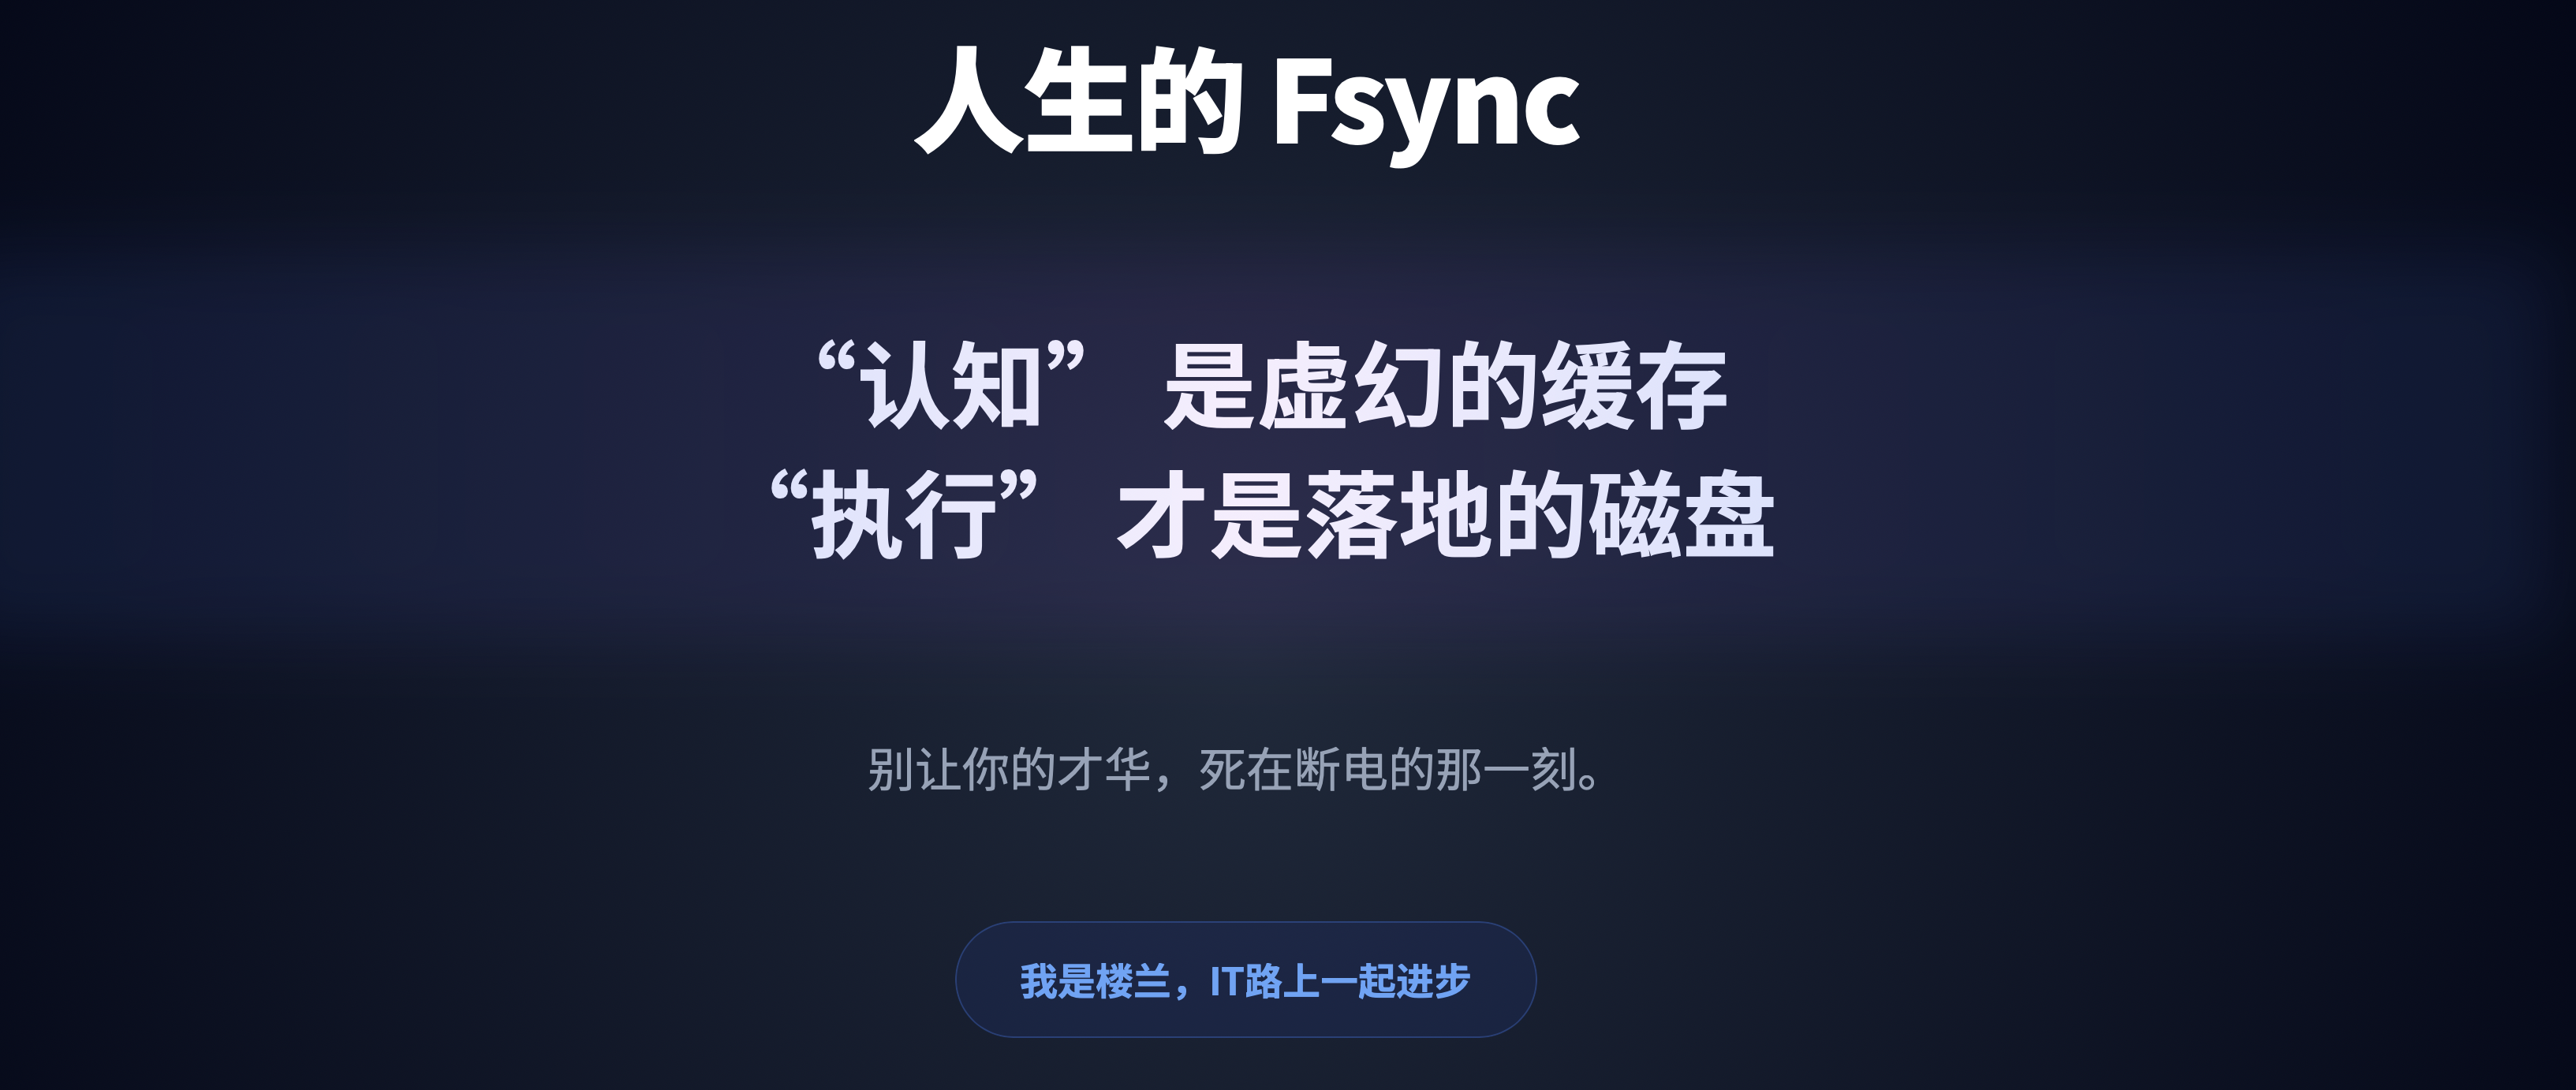 人生的 Fsync
“认知” 是虚幻的缓存
“执行” 才是落地的磁盘
别让你的才华，死在断电的那一刻。
我是楼兰，IT路上一起进步